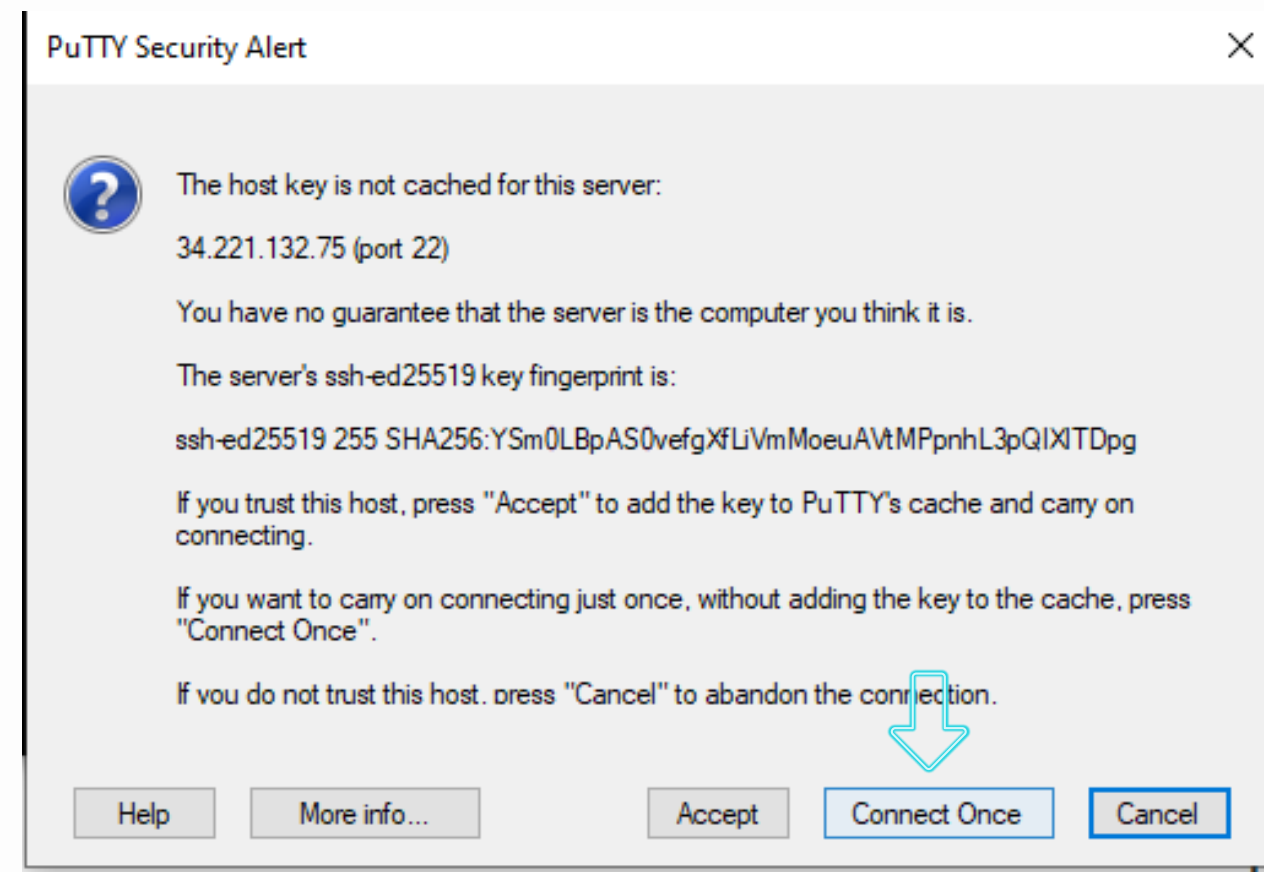 PuTTY Security Alert
The host key is not cached for this server:
34.221.132.75 (port 22)
You have no guarantee that the server is the computer you think it is.
The server's ssh-ed25519 key fingerprint is:
ssh-ed25519 255 SHA256:YSm0LBpAS0vefgXfLiVmMoeuAVtMPpnhL3pQIXlTDpg
If you trust this host, press "Accept" to add the key to PuTTY's cache and carry on
connecting.
If you want to carry on connecting just once, without adding the key to the cache, press
"Connect Once".
If you do not trust this host, press "Cancel" to abandon the connection.
Help
More info...
Accept
Connect Once
Cancel